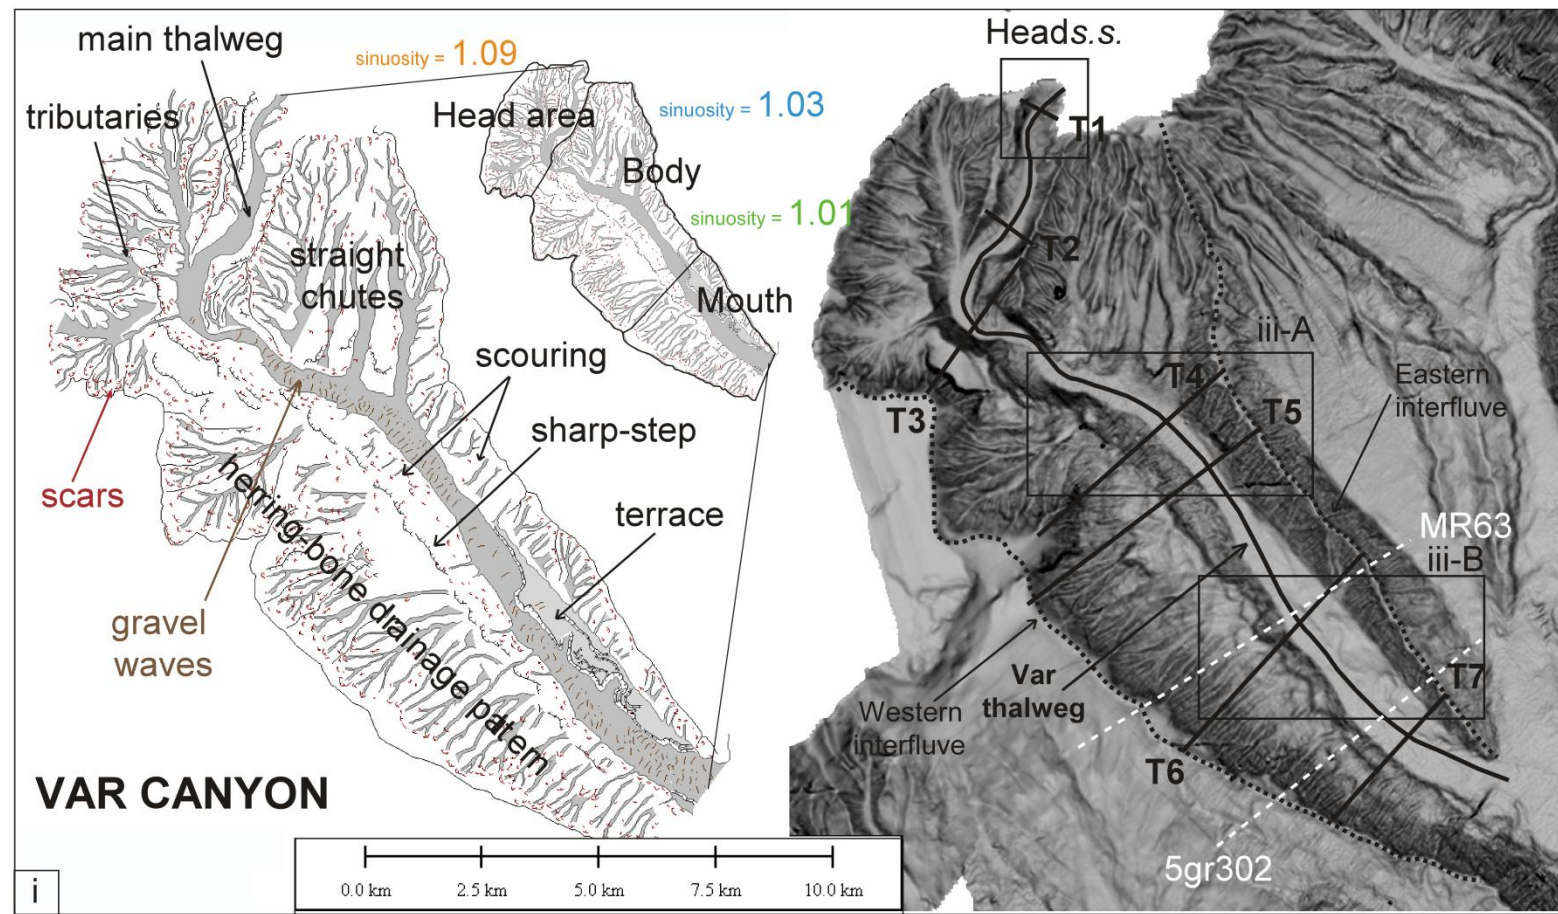 main thalweg
tributaries
sinuosity = 1.09
Head area
sinuosity = 1.03
Body
sinuosity = 1.01
Mouth
straight
chutes
scouring
sharp-step
terrace
scars
herring-bone drainage pattern
gravel
waves
VAR CANYON
i
0.0 km 2.5 km 5.0 km 7.5 km 10.0 km
Head s.s.
T1
T2
iii-A
T4
Eastern
interfluve
T5
T3
MR63
iii-B
T7
Var
thalweg
Western
interfluve
T6
5gr302